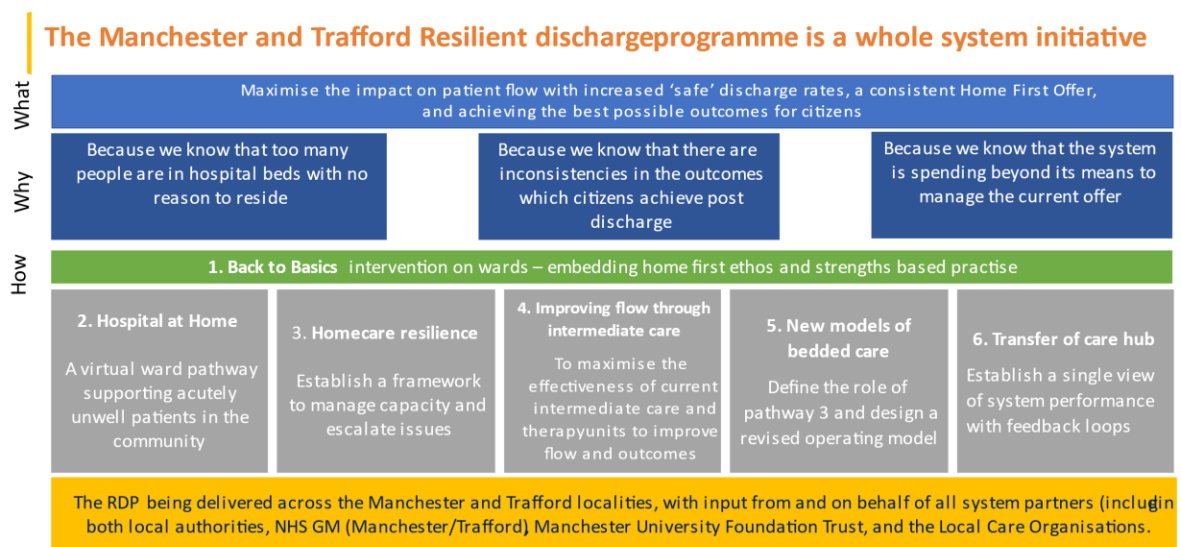 The Manchester and Trafford Resilient dischargeprogramme is a whole system initiative
What
Maximise the impact on patient flow with increased ‘safe’ discharge rates, a consistent Home First Offer,
and achieving the best possible outcomes for citizens
Why
Because we know that too many
people are in hospital beds with no
reason to reside
Because we know that there are
inconsistencies in the outcomes
which citizens achieve post
discharge
Because we know that the system
is spending beyond its means to
manage the current offer
How
1. Back to Basics intervention on wards – embedding home first ethos and strengths based practise
2. Hospital at Home
A virtual ward pathway
supporting acutely
unwell patients in the
community
3. Homecare resilience
Establish a framework
to manage capacity and
escalate issues
4. Improving flow through
intermediate care
To maximise the
effectiveness of current
intermediate care and
therapyunits to improve
flow and outcomes
5. New models of
bedded care
Define the role of
pathway 3 and design a
revised operating model
6. Transfer of care hub
Establish a single view
of system performance
with feedback loops
The RDP being delivered across the Manchester and Trafford localities, with input from and on behalf of all system partners (including
both local authorities, NHS GM (Manchester/Trafford), Manchester University Foundation Trust, and the Local Care Organisations.